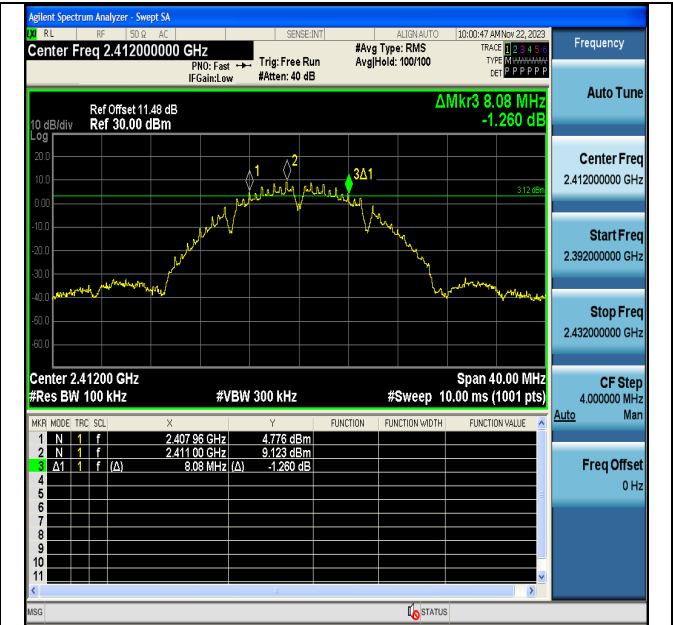 Agilent Spectrum Analyzer - Swept SA
LXI RL RF 50 Ω AC SENSE:INT ALIGN AUTO 10:00:47 AM Nov 22, 2023
Center Freq 2.412000000 GHz #Avg Type: RMS TRACE 1 2 3 4 5 6
PNO: Fast Trig: Free Run Avg|Hold: 100/100 TYPE M WWWWW
IFGain:Low #Atten: 40 dB DET P P P P P P
ΔMkr3 8.08 MHz
Ref Offset 11.48 dB
10 dB/div Ref 30.00 dBm -1.260 dB
Log
20.0
10.0
0.00
-10.0
-20.0
-30.0
-40.0
-50.0
-60.0
1
2
3Δ1
3.12 dBm
Center 2.41200 GHz Span 40.00 MHz
#Res BW 100 kHz #VBW 300 kHz #Sweep 10.00 ms (1001 pts)
MKR MODE TRC SCL X Y FUNCTION FUNCTION WIDTH FUNCTION VALUE
1 N 1 f 2.407 96 GHz 4.776 dBm
2 N 1 f 2.411 00 GHz 9.123 dBm
3 Δ1 1 f (Δ) 8.08 MHz (Δ) -1.260 dB
4
5
6
7
8
9
10
11
MSG STATUS
Frequency
Auto Tune
Center Freq
2.412000000 GHz
Start Freq
2.392000000 GHz
Stop Freq
2.432000000 GHz
CF Step
4.000000 MHz
Auto Man
Freq Offset
0 Hz